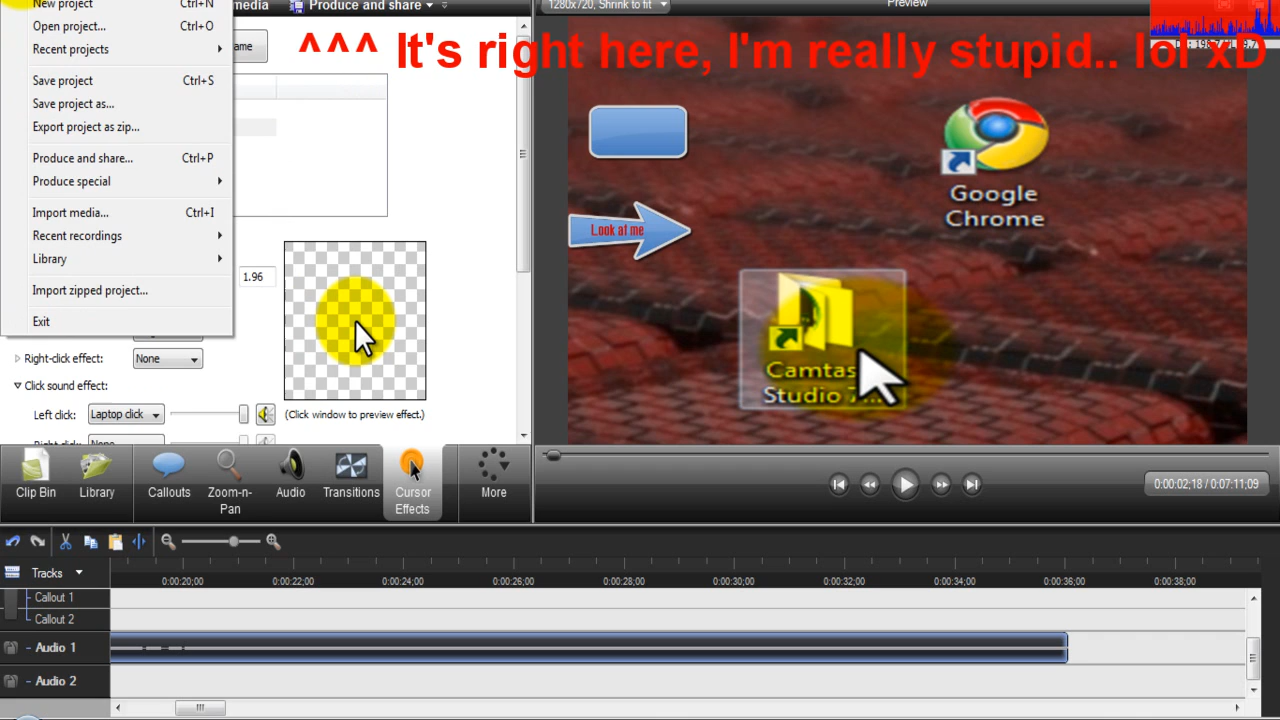 New project Ctrl+N
media Produce and share
1280x720, Shrink to fit
Preview
Open project... Ctrl+O
Recent projects
^^^ It's right here, I'm really stupid.. lol xD
Save project Ctrl+S
Save project as...
Export project as zip...
Produce and share... Ctrl+P
Produce special
Import media... Ctrl+I
Recent recordings
Library
Import zipped project...
Exit
ame
1.96
Right-click effect: None
Click sound effect:
Left click: Laptop click
(Click window to preview effect.)
Right click: None
Google
Chrome
Look at me
Camtas
Studio 7...
Clip Bin
Library
Callouts
Zoom-n-
Pan
Audio
Transitions
Cursor
Effects
More
0:00:02;18 / 0:07:11;09
Tracks
0:00:20;00 0:00:22;00 0:00:24;00 0:00:26;00 0:00:28;00 0:00:30;00 0:00:32;00 0:00:34;00 0:00:36;00 0:00:38;00
Callout 1
Callout 2
Audio 1
Audio 2